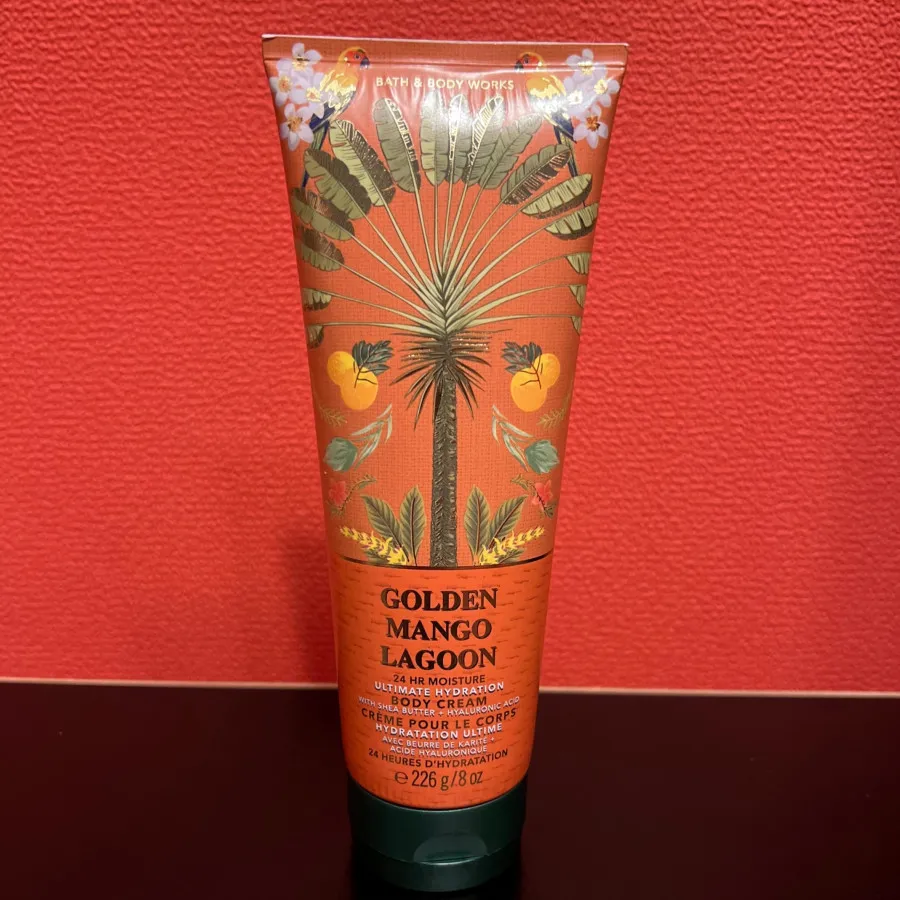 BATH & BODY WORKS
GOLDEN
MANGO
LAGOON
24 HR MOISTURE
ULTIMATE HYDRATION
BODY CREAM
WITH SHEA BUTTER + HYALURONIC ACID
CRÈME POUR LE CORPS
HYDRATATION ULTIME
AVEC BEURRE DE KARITÉ +
ACIDE HYALURONIQUE
24 HEURES D'HYDRATATION
℮ 226 g/8 oz